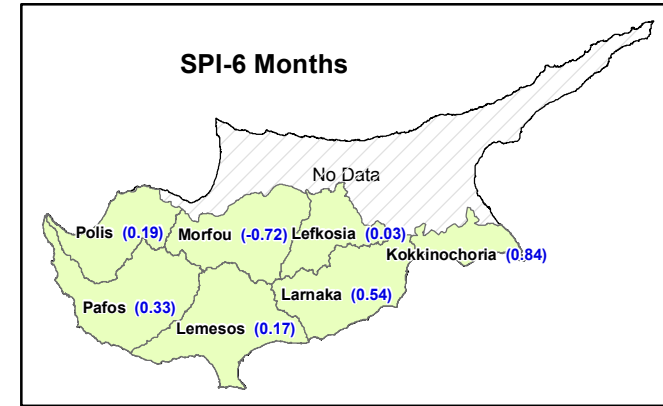 SPI-6 Months
No Data
Polis (0.19)
Morfou (-0.72)
Lefkosia (0.03)
Kokkinochoria (0.84)
Pafos (0.33)
Larnaka (0.54)
Lemesos (0.17)